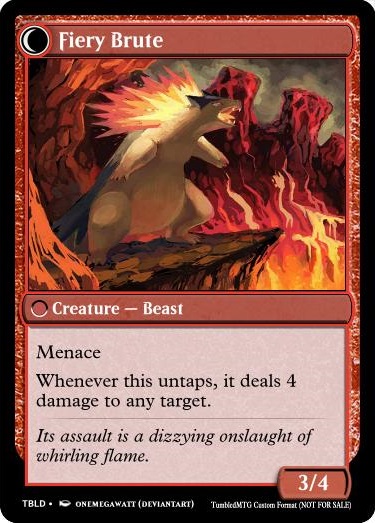 Fiery Brute
Creature — Beast
Menace
Whenever this untaps, it deals 4
damage to any target.
Its assault is a dizzying onslaught of
whirling flame.
3/4
TBLD • ONEMEGAWATT (DEVIANTART)
TumbledMTG Custom Format (NOT FOR SALE)